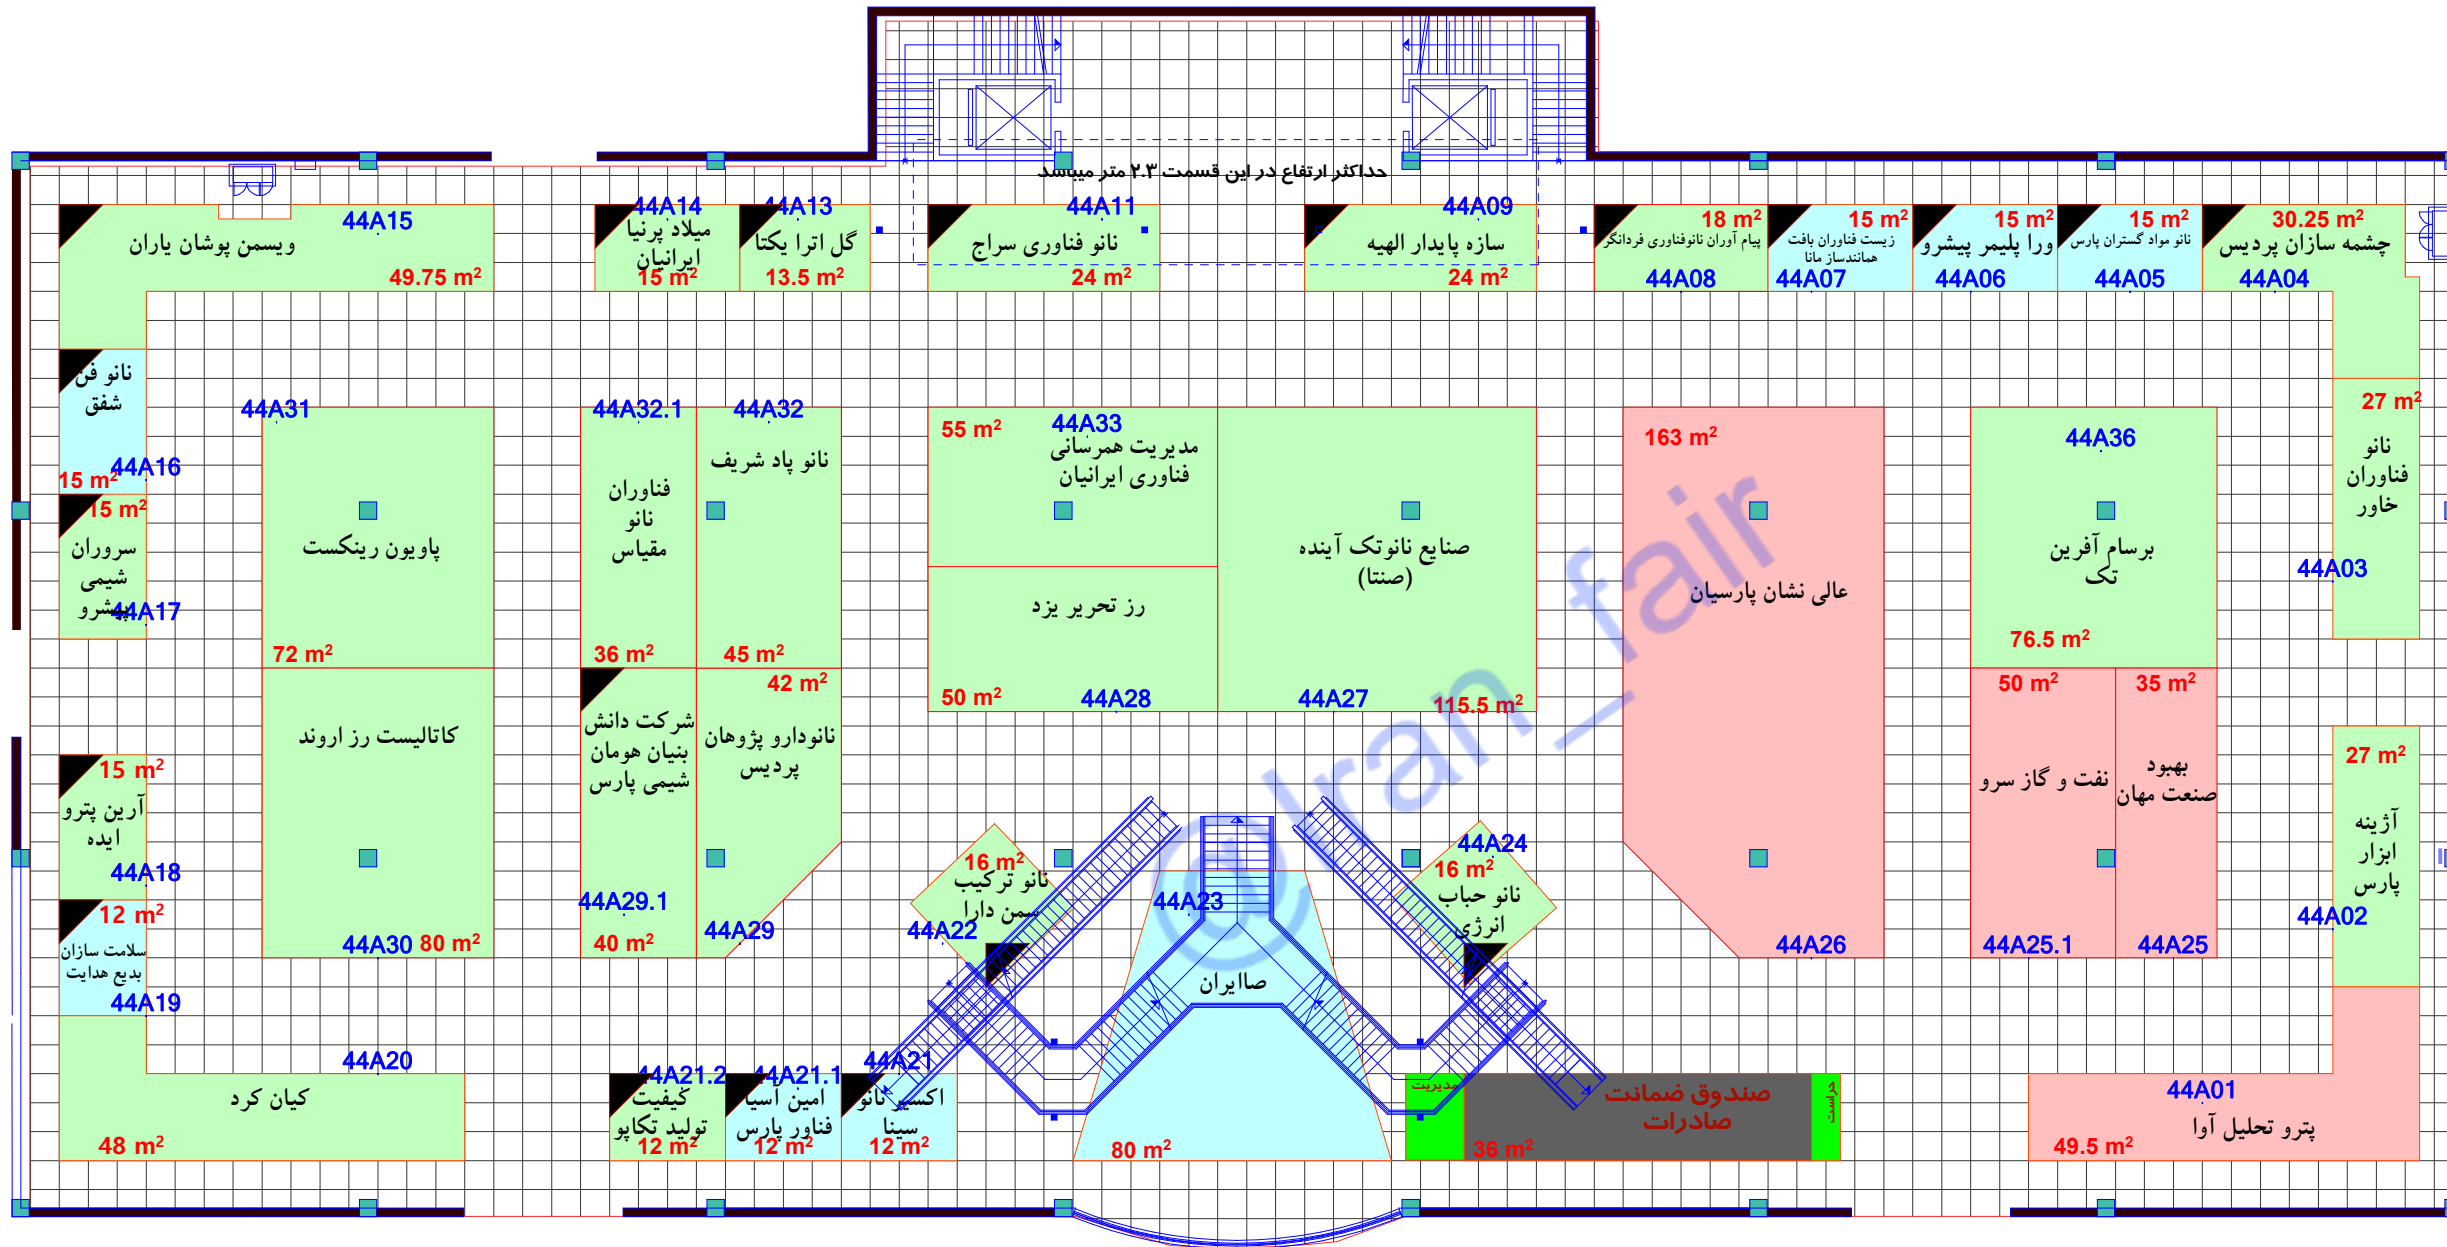 حداکثر ارتفاع در این قسمت ۲.۳ متر میباشد
44A15
ویسمن پوشان یاران
49.75 m²
44A14
میلاد پرنیا
ایرانیان
15 m²
44A13
گل اترا یکتا
13.5 m²
44A11
نانو فناوری سراج
24 m²
44A09
سازه پایدار الهیه
24 m²
18 m²
پیام آوران نانوفناوری فردانگر
44A08
15 m²
زیست فناوران بافت
همانندساز مانا
44A07
15 m²
ورا پلیمر پیشرو
44A06
15 m²
نانو مواد گستران پارس
44A05
30.25 m²
چشمه سازان پردیس
44A04
نانو فن
شفق
44A16
15 m²
15 m²
سروران
شیمی
پیشرو
44A17
44A31
پاویون رینکست
72 m²
44A32.1
فناوران
نانو
مقیاس
36 m²
44A32
نانو پاد شریف
45 m²
55 m²
44A33
مدیریت همرسانی
فناوری ایرانیان
صنایع نانوتک آینده
(صنتا)
44A27
115.5 m²
رز تحریر یزد
50 m²
44A28
163 m²
عالی نشان پارسیان
44A26
44A36
برسام آفرین
تک
76.5 m²
27 m²
نانو
فناوران
خاور
44A03
کاتالیست رز اروند
44A30
80 m²
شرکت دانش
بنیان هومان
شیمی پارس
44A29.1
40 m²
42 m²
نانودارو پژوهان
پردیس
44A29
50 m²
نفت و گاز سرو
44A25.1
35 m²
بهبود
صنعت مهان
44A25
27 m²
آژینه
ابزار
پارس
44A02
15 m²
آرین پترو
ایده
44A18
12 m²
سلامت سازان
بدیع هدایت
44A19
16 m²
نانو ترکیب
سمن دارا
44A22
44A23
صاایران
80 m²
44A24
16 m²
نانو حباب
انرژی
44A20
کیان کرد
48 m²
44A21.2
کیفیت
تولید تکاپو
12 m²
44A21.1
امین آسیا
فناور پارس
12 m²
44A21
اکسیر نانو
سینا
12 m²
مدیریت
صندوق ضمانت
صادرات
36 m²
حراست
44A01
پترو تحلیل آوا
49.5 m²
@Iran_fair